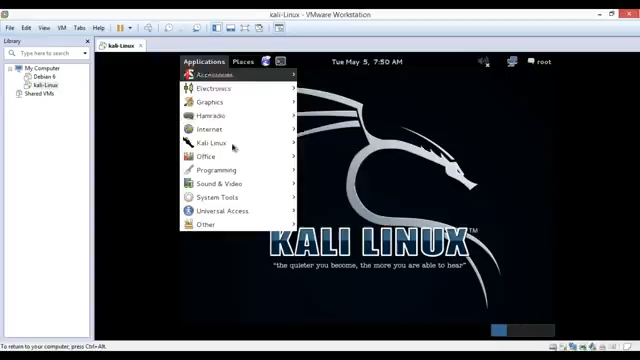 kali-Linux - VMware Workstation
File Edit View VM Tabs Help
Library
Type here to search
My Computer
Debian 6
kali-Linux
Shared VMs
kali-Linux
Applications Places
Tue May 5, 7:50 AM
root
Accessories
Electronics
Graphics
Hamradio
Internet
Kali Linux
Office
Programming
Sound & Video
System Tools
Universal Access
Other
KALI LINUX TM
"the quieter you become, the more you are able to hear"
To return to your computer, press Ctrl+Alt.